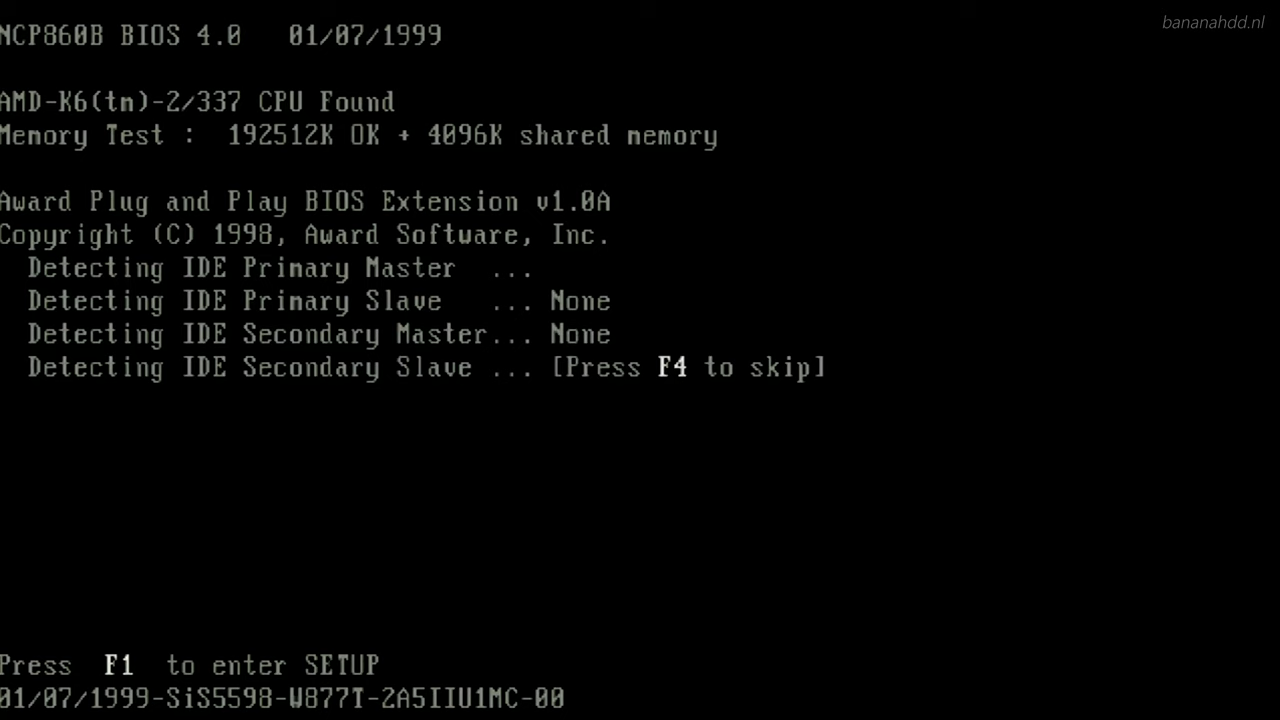 bananahdd.nl
NCP860B BIOS 4.0 01/07/1999
AMD-K6(tm)-2/337 CPU Found
Memory Test : 192512K OK + 4096K shared memory
Award Plug and Play BIOS Extension v1.0A
Copyright (C) 1998, Award Software, Inc.
Detecting IDE Primary Master ...
Detecting IDE Primary Slave ... None
Detecting IDE Secondary Master... None
Detecting IDE Secondary Slave ... [Press F4 to skip]
Press F1 to enter SETUP
01/07/1999-SiS5598-W877T-2A5IIU1MC-00